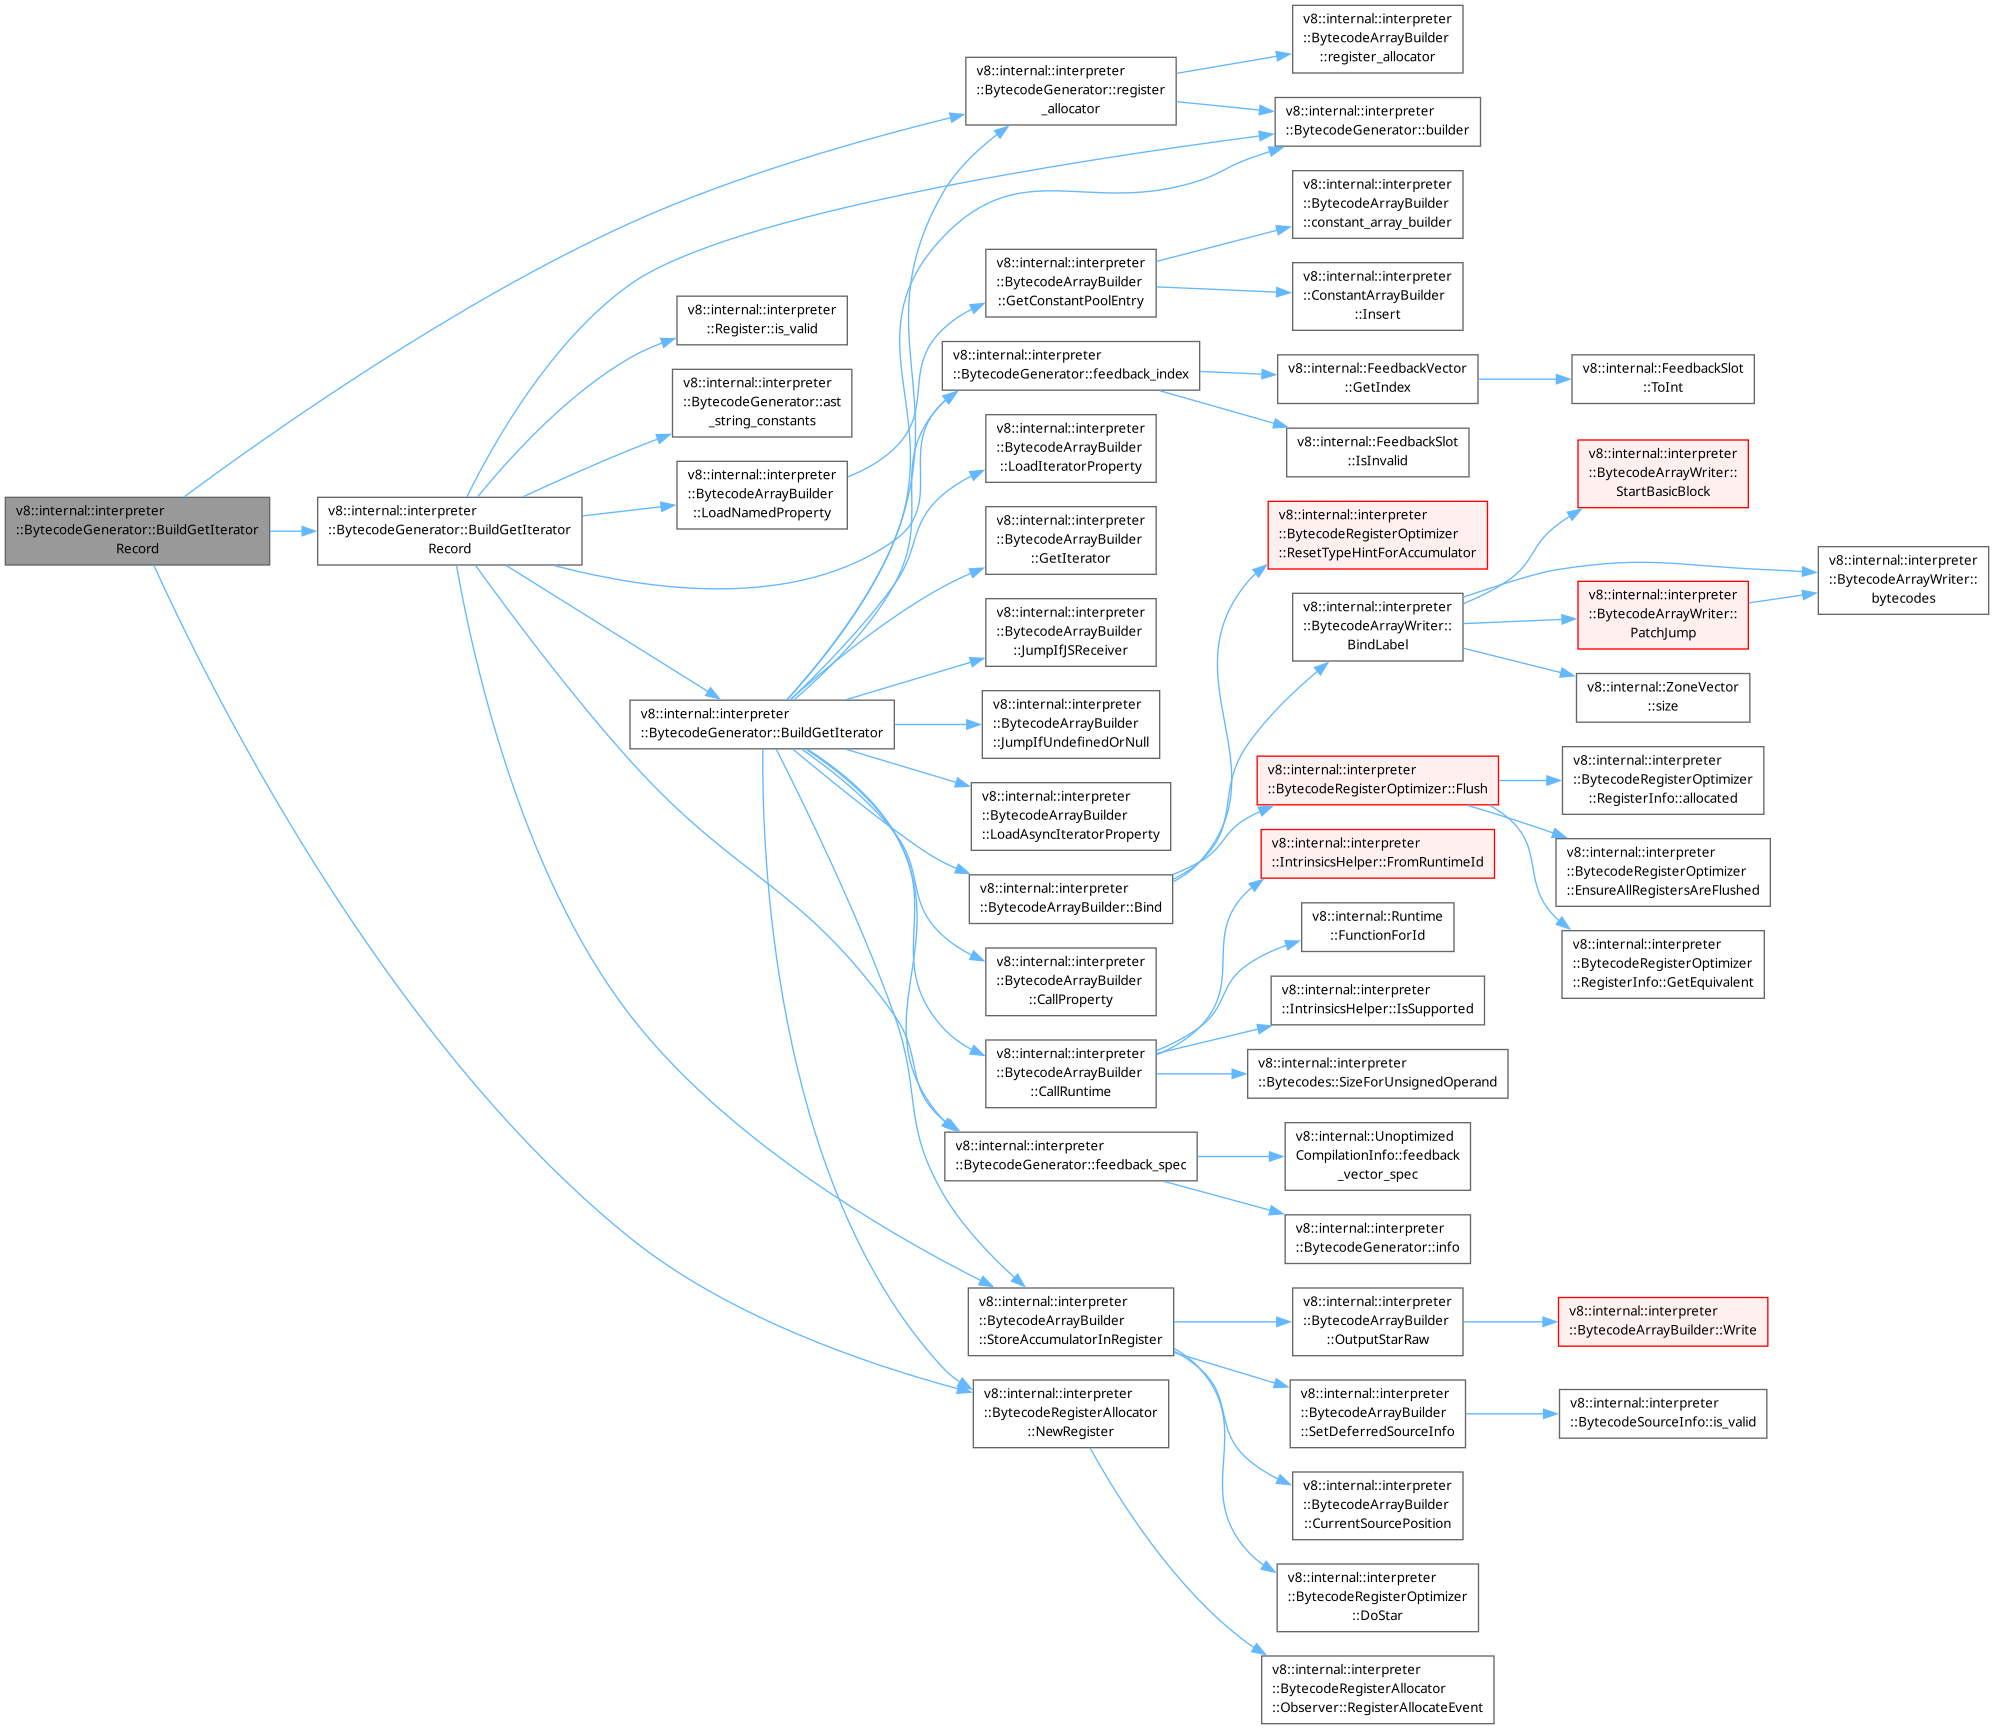 v8::internal::interpreter
::BytecodeGenerator::BuildGetIterator
Record
v8::internal::interpreter
::BytecodeGenerator::BuildGetIterator
Record
v8::internal::interpreter
::Register::is_valid
v8::internal::interpreter
::BytecodeGenerator::ast
_string_constants
v8::internal::interpreter
::BytecodeArrayBuilder
::LoadNamedProperty
v8::internal::interpreter
::BytecodeGenerator::BuildGetIterator
v8::internal::interpreter
::BytecodeGenerator::register
_allocator
v8::internal::interpreter
::BytecodeArrayBuilder
::GetConstantPoolEntry
v8::internal::interpreter
::BytecodeGenerator::feedback_index
v8::internal::interpreter
::BytecodeArrayBuilder
::LoadIteratorProperty
v8::internal::interpreter
::BytecodeArrayBuilder
::GetIterator
v8::internal::interpreter
::BytecodeArrayBuilder
::JumpIfJSReceiver
v8::internal::interpreter
::BytecodeArrayBuilder
::JumpIfUndefinedOrNull
v8::internal::interpreter
::BytecodeArrayBuilder
::LoadAsyncIteratorProperty
v8::internal::interpreter
::BytecodeArrayBuilder::Bind
v8::internal::interpreter
::BytecodeArrayBuilder
::CallProperty
v8::internal::interpreter
::BytecodeArrayBuilder
::CallRuntime
v8::internal::interpreter
::BytecodeGenerator::feedback_spec
v8::internal::interpreter
::BytecodeArrayBuilder
::StoreAccumulatorInRegister
v8::internal::interpreter
::BytecodeRegisterAllocator
::NewRegister
v8::internal::interpreter
::BytecodeArrayBuilder
::register_allocator
v8::internal::interpreter
::BytecodeGenerator::builder
v8::internal::interpreter
::BytecodeArrayBuilder
::constant_array_builder
v8::internal::interpreter
::ConstantArrayBuilder
::Insert
v8::internal::FeedbackVector
::GetIndex
v8::internal::FeedbackSlot
::IsInvalid
v8::internal::interpreter
::BytecodeRegisterOptimizer
::ResetTypeHintForAccumulator
v8::internal::interpreter
::BytecodeArrayWriter::
BindLabel
v8::internal::interpreter
::BytecodeRegisterOptimizer::Flush
v8::internal::interpreter
::IntrinsicsHelper::FromRuntimeId
v8::internal::Runtime
::FunctionForId
v8::internal::interpreter
::IntrinsicsHelper::IsSupported
v8::internal::interpreter
::Bytecodes::SizeForUnsignedOperand
v8::internal::Unoptimized
CompilationInfo::feedback
_vector_spec
v8::internal::interpreter
::BytecodeGenerator::info
v8::internal::interpreter
::BytecodeArrayBuilder
::OutputStarRaw
v8::internal::interpreter
::BytecodeArrayBuilder
::SetDeferredSourceInfo
v8::internal::interpreter
::BytecodeArrayBuilder
::CurrentSourcePosition
v8::internal::interpreter
::BytecodeRegisterOptimizer
::DoStar
v8::internal::interpreter
::BytecodeRegisterAllocator
::Observer::RegisterAllocateEvent
v8::internal::FeedbackSlot
::ToInt
v8::internal::interpreter
::BytecodeArrayWriter::
StartBasicBlock
v8::internal::interpreter
::BytecodeArrayWriter::
PatchJump
v8::internal::ZoneVector
::size
v8::internal::interpreter
::BytecodeRegisterOptimizer
::RegisterInfo::allocated
v8::internal::interpreter
::BytecodeRegisterOptimizer
::EnsureAllRegistersAreFlushed
v8::internal::interpreter
::BytecodeRegisterOptimizer
::RegisterInfo::GetEquivalent
v8::internal::interpreter
::BytecodeArrayBuilder::Write
v8::internal::interpreter
::BytecodeSourceInfo::is_valid
v8::internal::interpreter
::BytecodeArrayWriter::
bytecodes